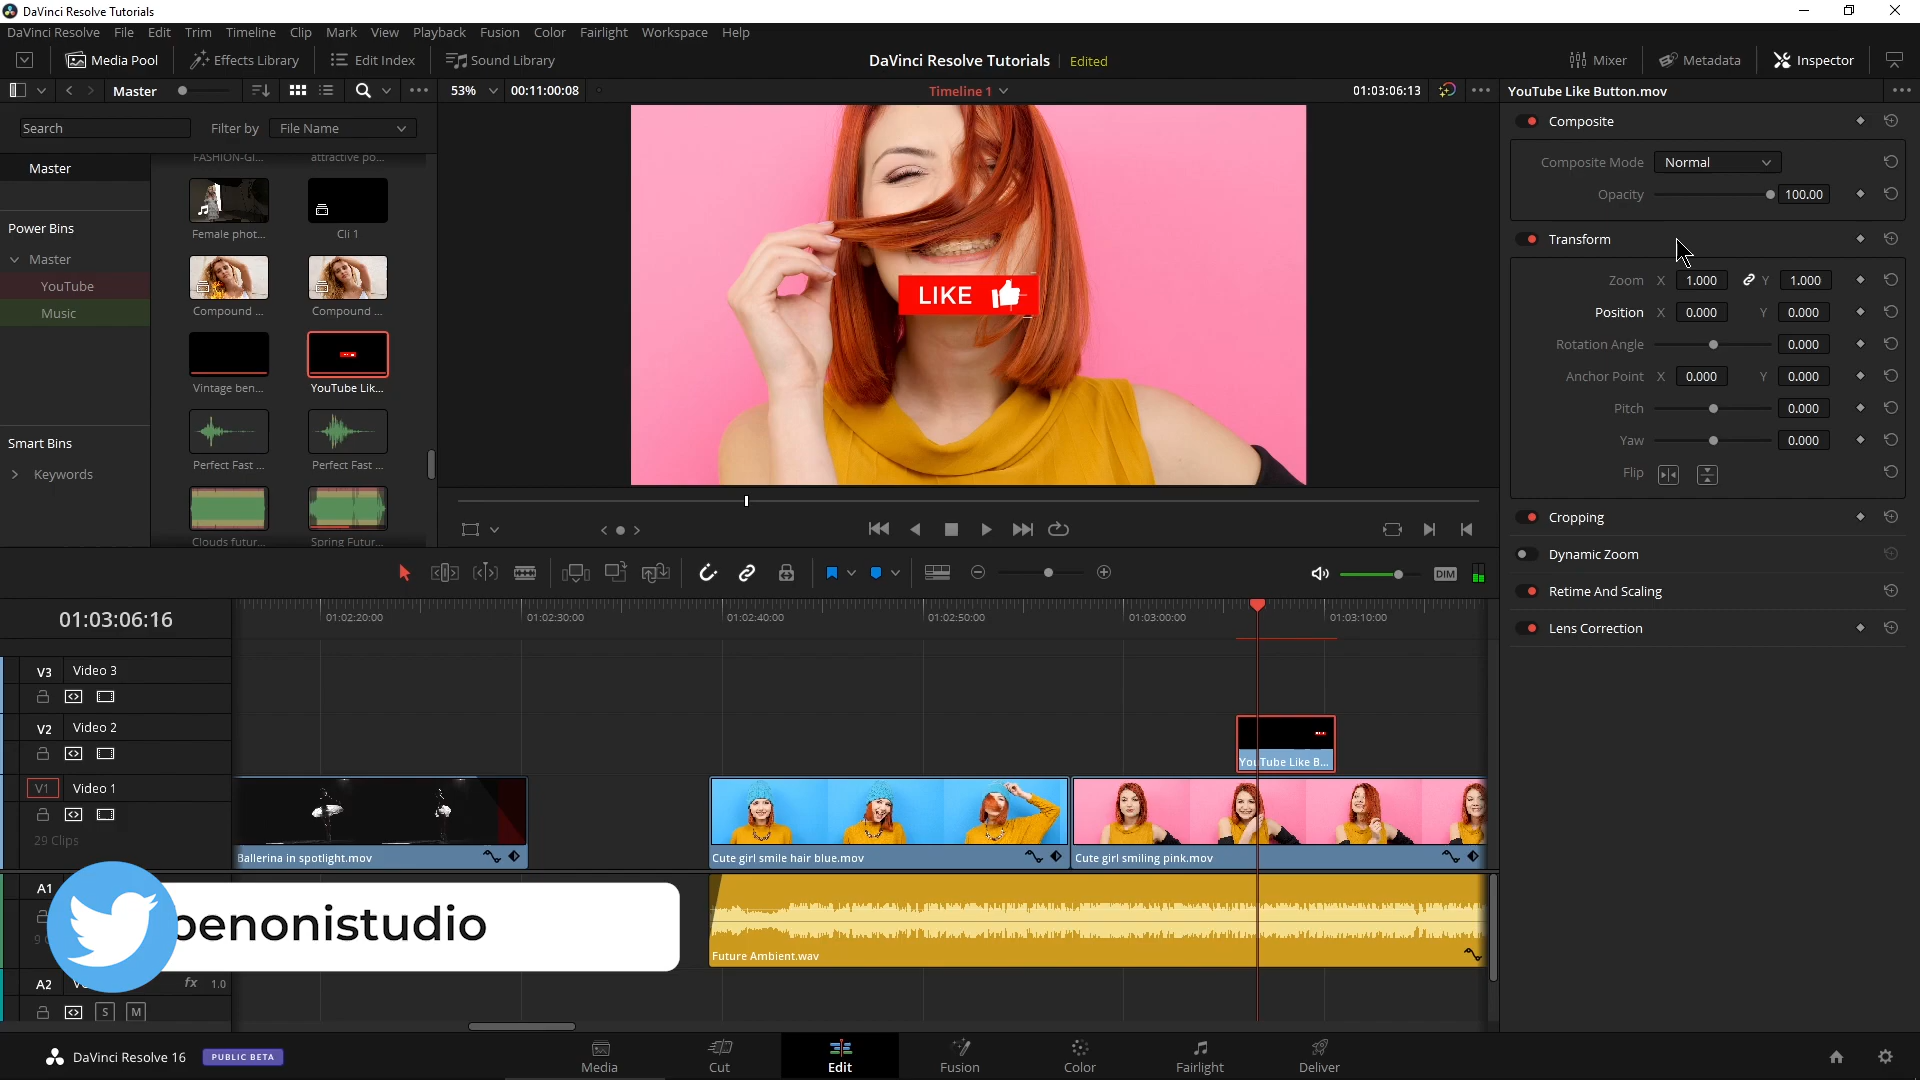 DaVinci Resolve Tutorials
DaVinci Resolve File Edit Trim Timeline Clip Mark View Playback Fusion Color Fairlight Workspace Help
Media Pool Effects Library Edit Index Sound Library DaVinci Resolve Tutorials Edited Mixer Metadata Inspector
Master 53% 00:11:00:08 Timeline 1 01:03:06:13 YouTube Like Button.mov
Search Filter by File Name
Master
Power Bins
Master
YouTube
Music
Smart Bins
Keywords
FASHION-Gl... attractive po...
Female phot... Cli 1
Compound ... Compound ...
Vintage ben... YouTube Lik...
Perfect Fast ... Perfect Fast ...
Clouds futur... Spring Futur...
LIKE
Composite
Composite Mode Normal
Opacity 100.00
Transform
Zoom X 1.000 Y 1.000
Position X 0.000 Y 0.000
Rotation Angle 0.000
Anchor Point X 0.000 Y 0.000
Pitch 0.000
Yaw 0.000
Flip
Cropping
Dynamic Zoom
Retime And Scaling
Lens Correction
DIM
01:03:06:16 01:02:20:00 01:02:30:00 01:02:40:00 01:02:50:00 01:03:00:00 01:03:10:00
V3 Video 3
V2 Video 2
YouTube Like B...
V1 Video 1
29 Clips
Ballerina in spotlight.mov Cute girl smile hair blue.mov Cute girl smiling pink.mov
A1
benonistudio
Future Ambient.wav
A2 fx 1.0
S M
DaVinci Resolve 16 PUBLIC BETA
Media Cut Edit Fusion Color Fairlight Deliver